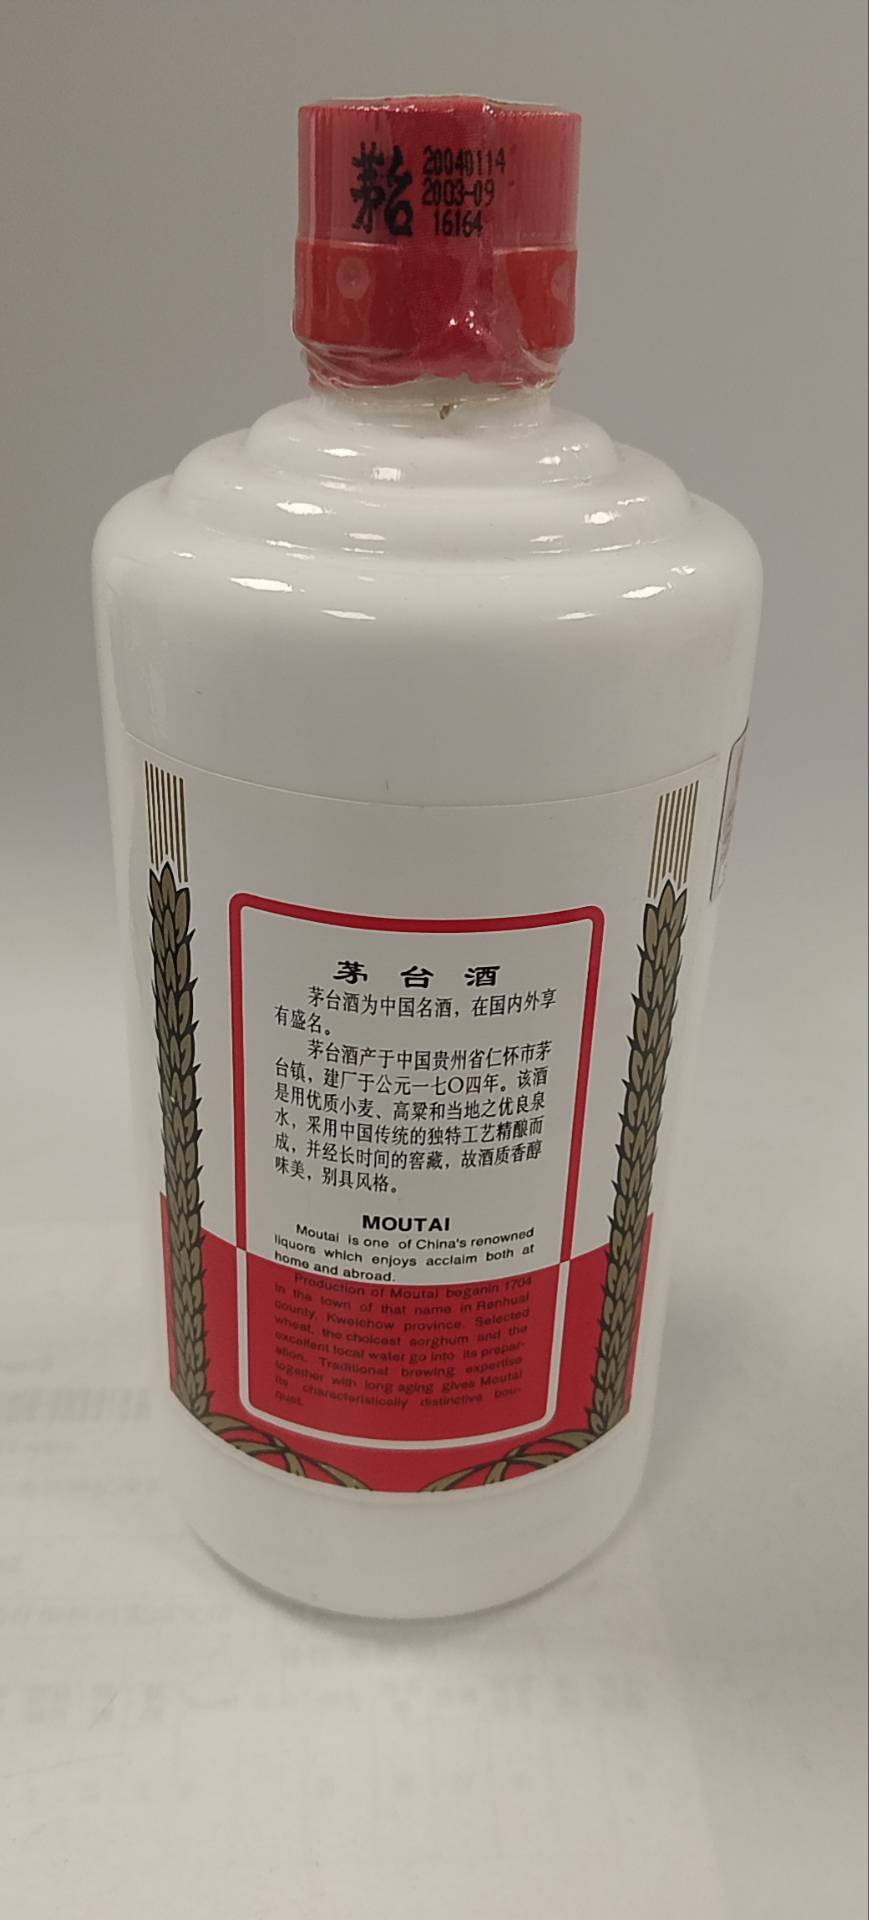 茅台
20040114
2003-09
16164
茅台酒
茅台酒为中国名酒，在国内外享
有盛名。
茅台酒产于中国贵州省仁怀市茅
台镇，建厂于公元一七〇四年。该酒
是用优质小麦、高粱和当地之优良泉
水，采用中国传统的独特工艺精酿而
成，并经长时间的窖藏，故酒质香醇
味美，别具风格。
MOUTAI
Moutai is one of China's renowned
liquors which enjoys acclaim both at
home and abroad.
Production of Moutai beganin 1704
in the town of that name in Renhuai
county, Kweichow province. Selected
wheat, the choicest sorghum and the
excellent local water go into its prepar-
ation. Traditional brewing expertise
together with long aging gives Moutai
its characteristically distinctive bou-
quet.